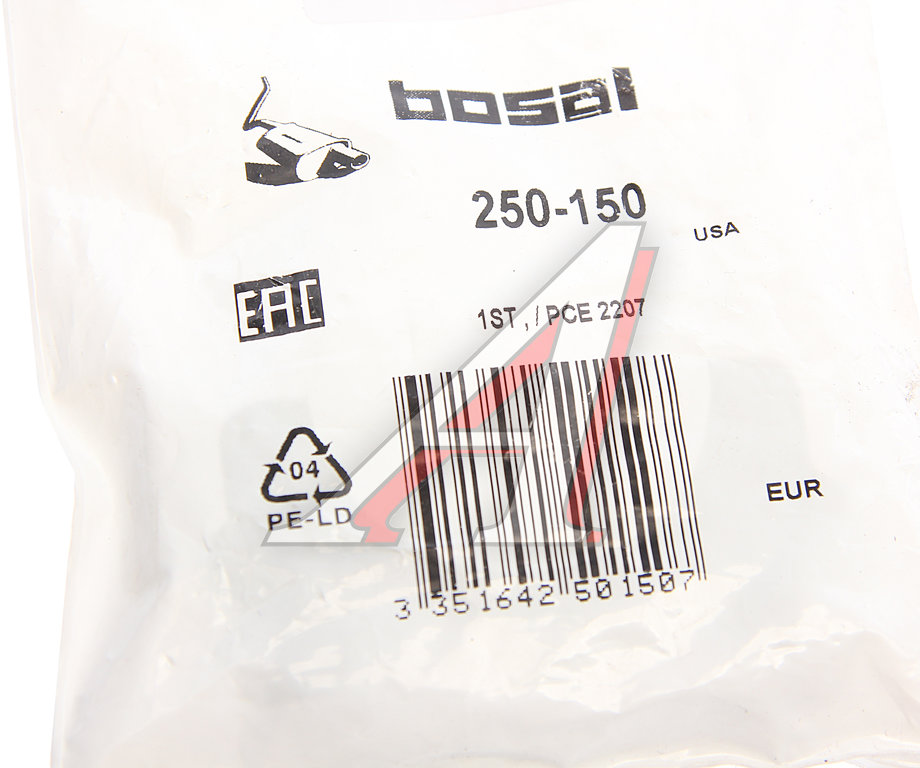 bosal
250-150
USA
EAC
1ST , / PCE 2207
04
PE-LD
EUR
3 351642 501507